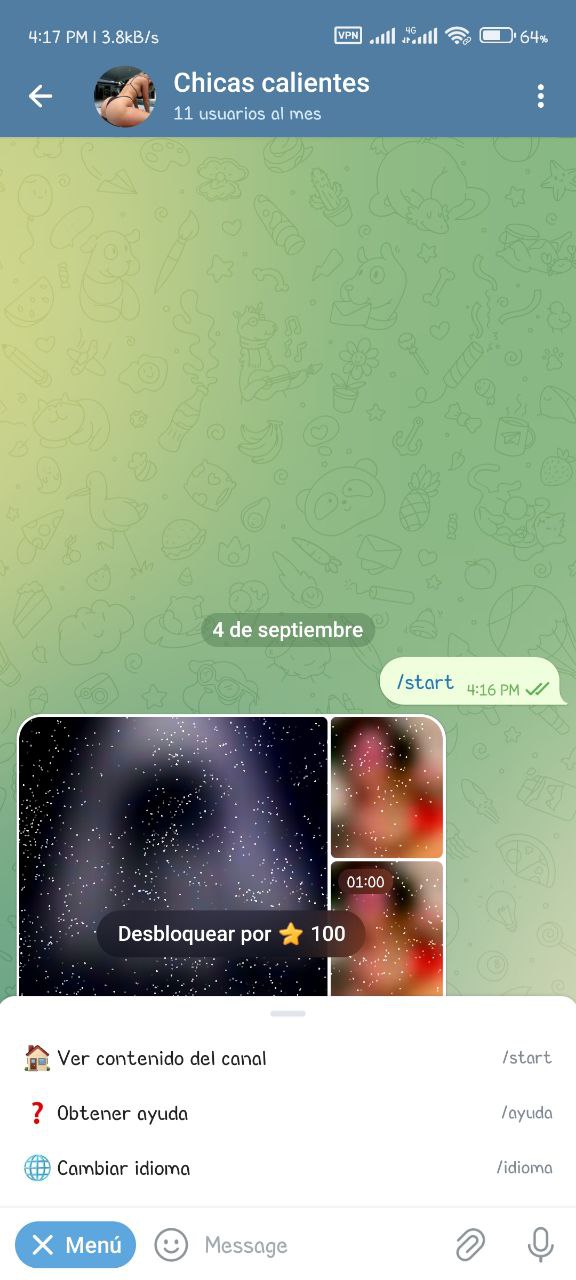 4:17 PM | 3.8kB/s VPN 4G 64%
Chicas calientes
11 usuarios al mes
4 de septiembre
/start 4:16 PM
01:00
Desbloquear por ⭐ 100
Ver contenido del canal /start
Obtener ayuda /ayuda
Cambiar idioma /idioma
Menú Message